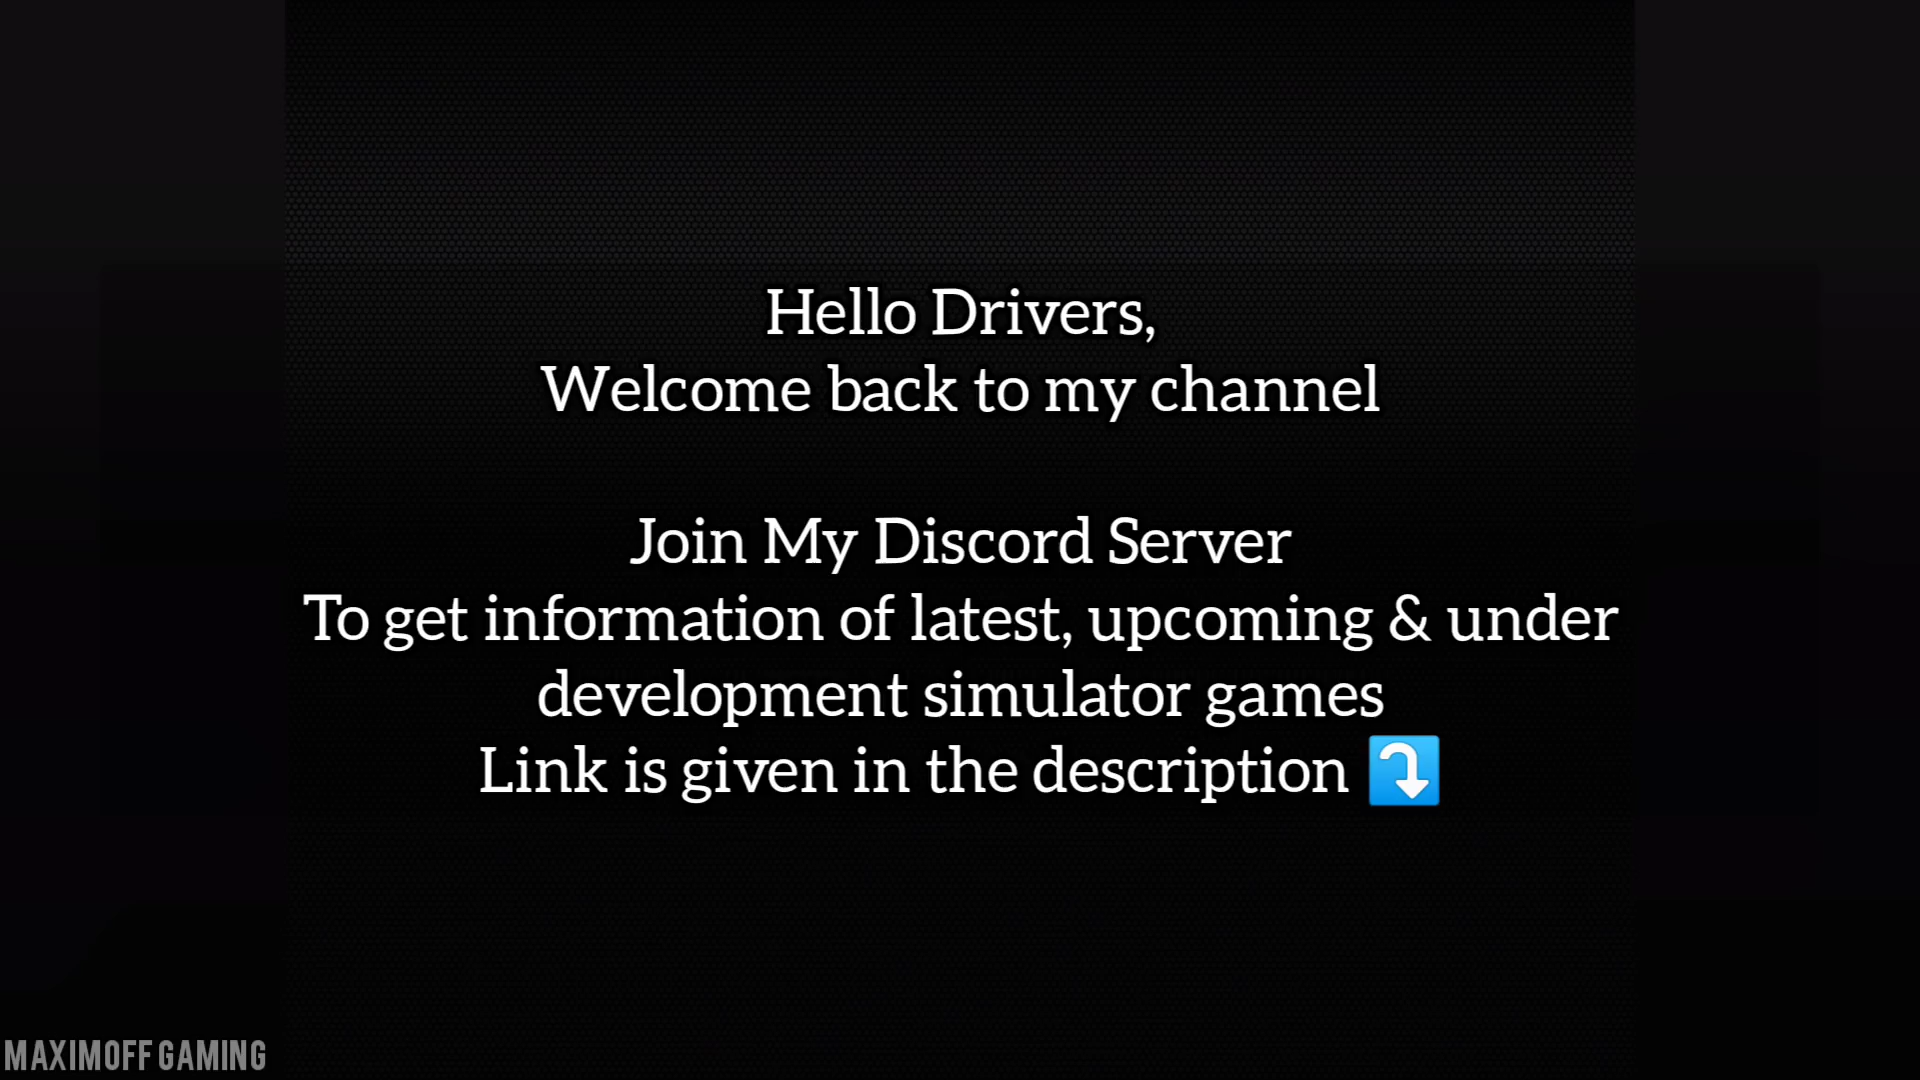 Hello Drivers,
Welcome back to my channel
Join My Discord Server
To get information of latest, upcoming & under
development simulator games
Link is given in the description ⤵️
MAXIMOFF GAMING